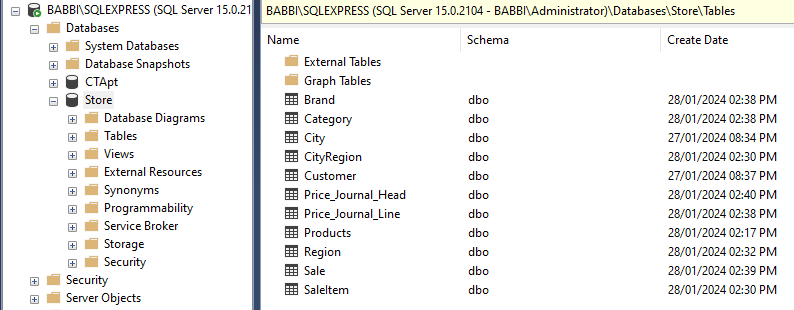 BABBI\SQLEXPRESS (SQL Server 15.0.21
Databases
System Databases
Database Snapshots
CTApt
Store
Database Diagrams
Tables
Views
External Resources
Synonyms
Programmability
Service Broker
Storage
Security
Security
Server Objects
BABBI\SQLEXPRESS (SQL Server 15.0.2104 - BABBI\Administrator)\Databases\Store\Tables
Name Schema Create Date
External Tables
Graph Tables
Brand dbo 28/01/2024 02:38 PM
Category dbo 28/01/2024 02:38 PM
City dbo 27/01/2024 08:34 PM
CityRegion dbo 28/01/2024 02:30 PM
Customer dbo 27/01/2024 08:37 PM
Price_Journal_Head dbo 28/01/2024 02:40 PM
Price_Journal_Line dbo 28/01/2024 02:38 PM
Products dbo 28/01/2024 02:17 PM
Region dbo 28/01/2024 02:32 PM
Sale dbo 28/01/2024 02:39 PM
SaleItem dbo 28/01/2024 02:30 PM